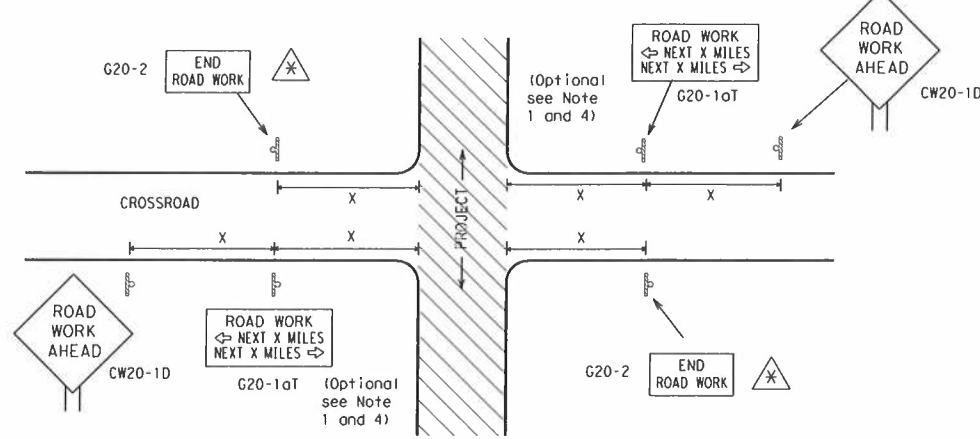 G20-2
END
ROAD WORK
*
(Optional
see Note
1 and 4)
ROAD WORK
⇦ NEXT X MILES
NEXT X MILES ⇨
G20-1aT
ROAD
WORK
AHEAD
CW20-1D
X
X
X
CROSSROAD
PROJECT
X
X
X
ROAD
WORK
AHEAD
CW20-1D
ROAD WORK
⇦ NEXT X MILES
NEXT X MILES ⇨
G20-1aT
(Optional
see Note
1 and 4)
G20-2
END
ROAD WORK
*